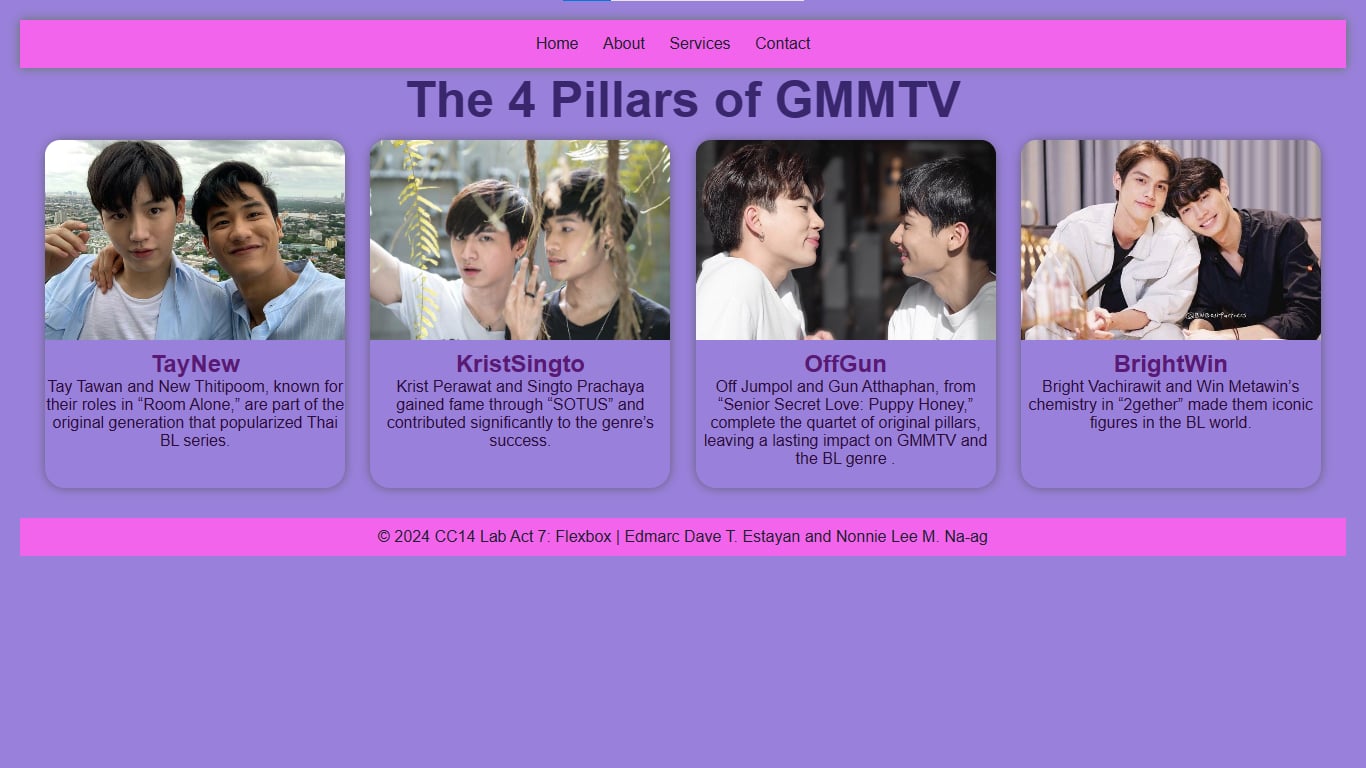 Home About Services Contact
The 4 Pillars of GMMTV
TayNew
Tay Tawan and New Thitipoom, known for
their roles in “Room Alone,” are part of the
original generation that popularized Thai
BL series.
KristSingto
Krist Perawat and Singto Prachaya
gained fame through “SOTUS” and
contributed significantly to the genre’s
success.
OffGun
Off Jumpol and Gun Atthaphan, from
“Senior Secret Love: Puppy Honey,”
complete the quartet of original pillars,
leaving a lasting impact on GMMTV and
the BL genre .
BrightWin
Bright Vachirawit and Win Metawin’s
chemistry in “2gether” made them iconic
figures in the BL world.
© 2024 CC14 Lab Act 7: Flexbox | Edmarc Dave T. Estayan and Nonnie Lee M. Na-ag